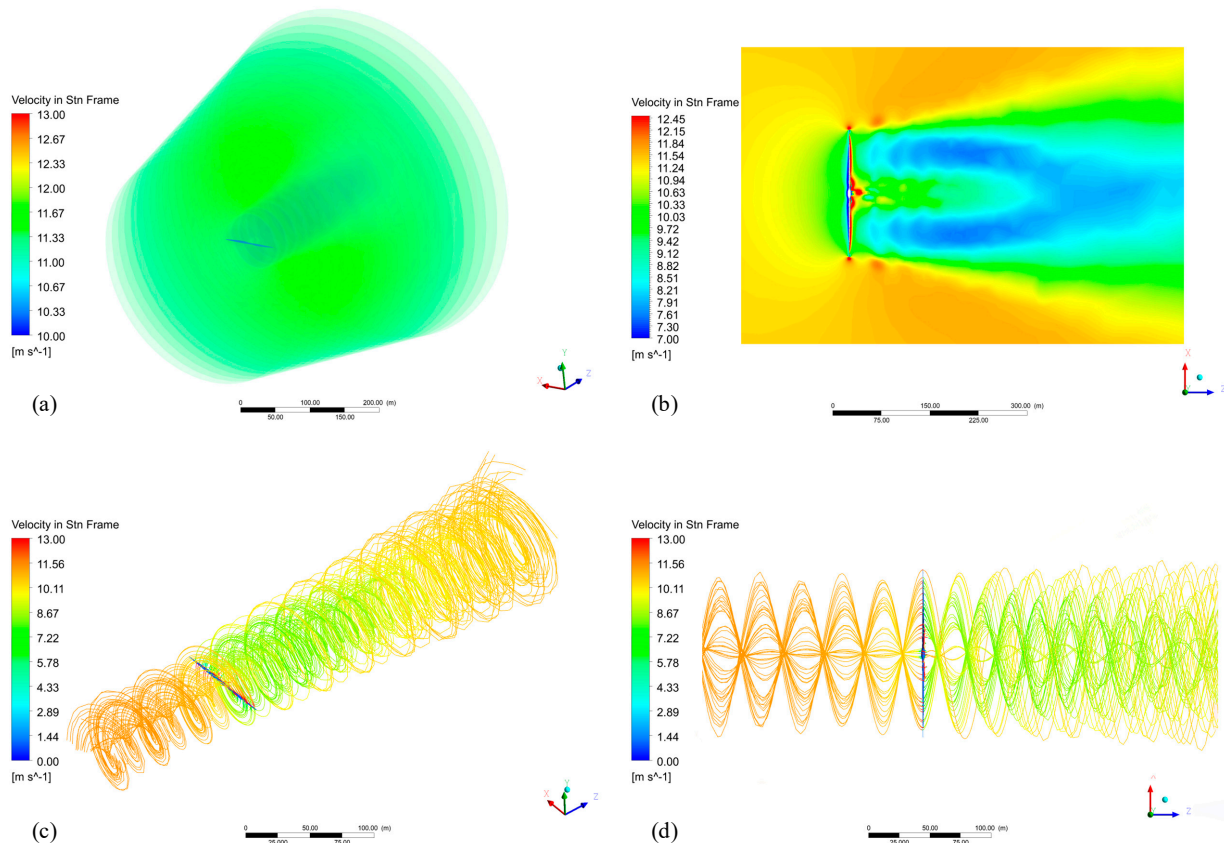 Velocity in Stn Frame
13.00
12.67
12.33
12.00
11.67
11.33
11.00
10.67
10.33
10.00
[m s^-1]
Y
X
Z
0 100.00 200.00 (m)
50.00 150.00
(a)
Velocity in Stn Frame
12.45
12.15
11.84
11.54
11.24
10.94
10.63
10.33
10.03
9.72
9.42
9.12
8.82
8.51
8.21
7.91
7.61
7.30
7.00
[m s^-1]
X
Y
Z
0 150.00 300.00 (m)
75.00 225.00
(b)
Velocity in Stn Frame
13.00
11.56
10.11
8.67
7.22
5.78
4.33
2.89
1.44
0.00
[m s^-1]
Y
X
Z
0 50.00 100.00 (m)
25.000 75.00
(c)
Velocity in Stn Frame
13.00
11.56
10.11
8.67
7.22
5.78
4.33
2.89
1.44
0.00
[m s^-1]
Z
0 50.00 100.00 (m)
25.000 75.00
(d)